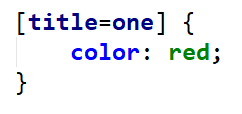 [title=one] {
    color: red;
}